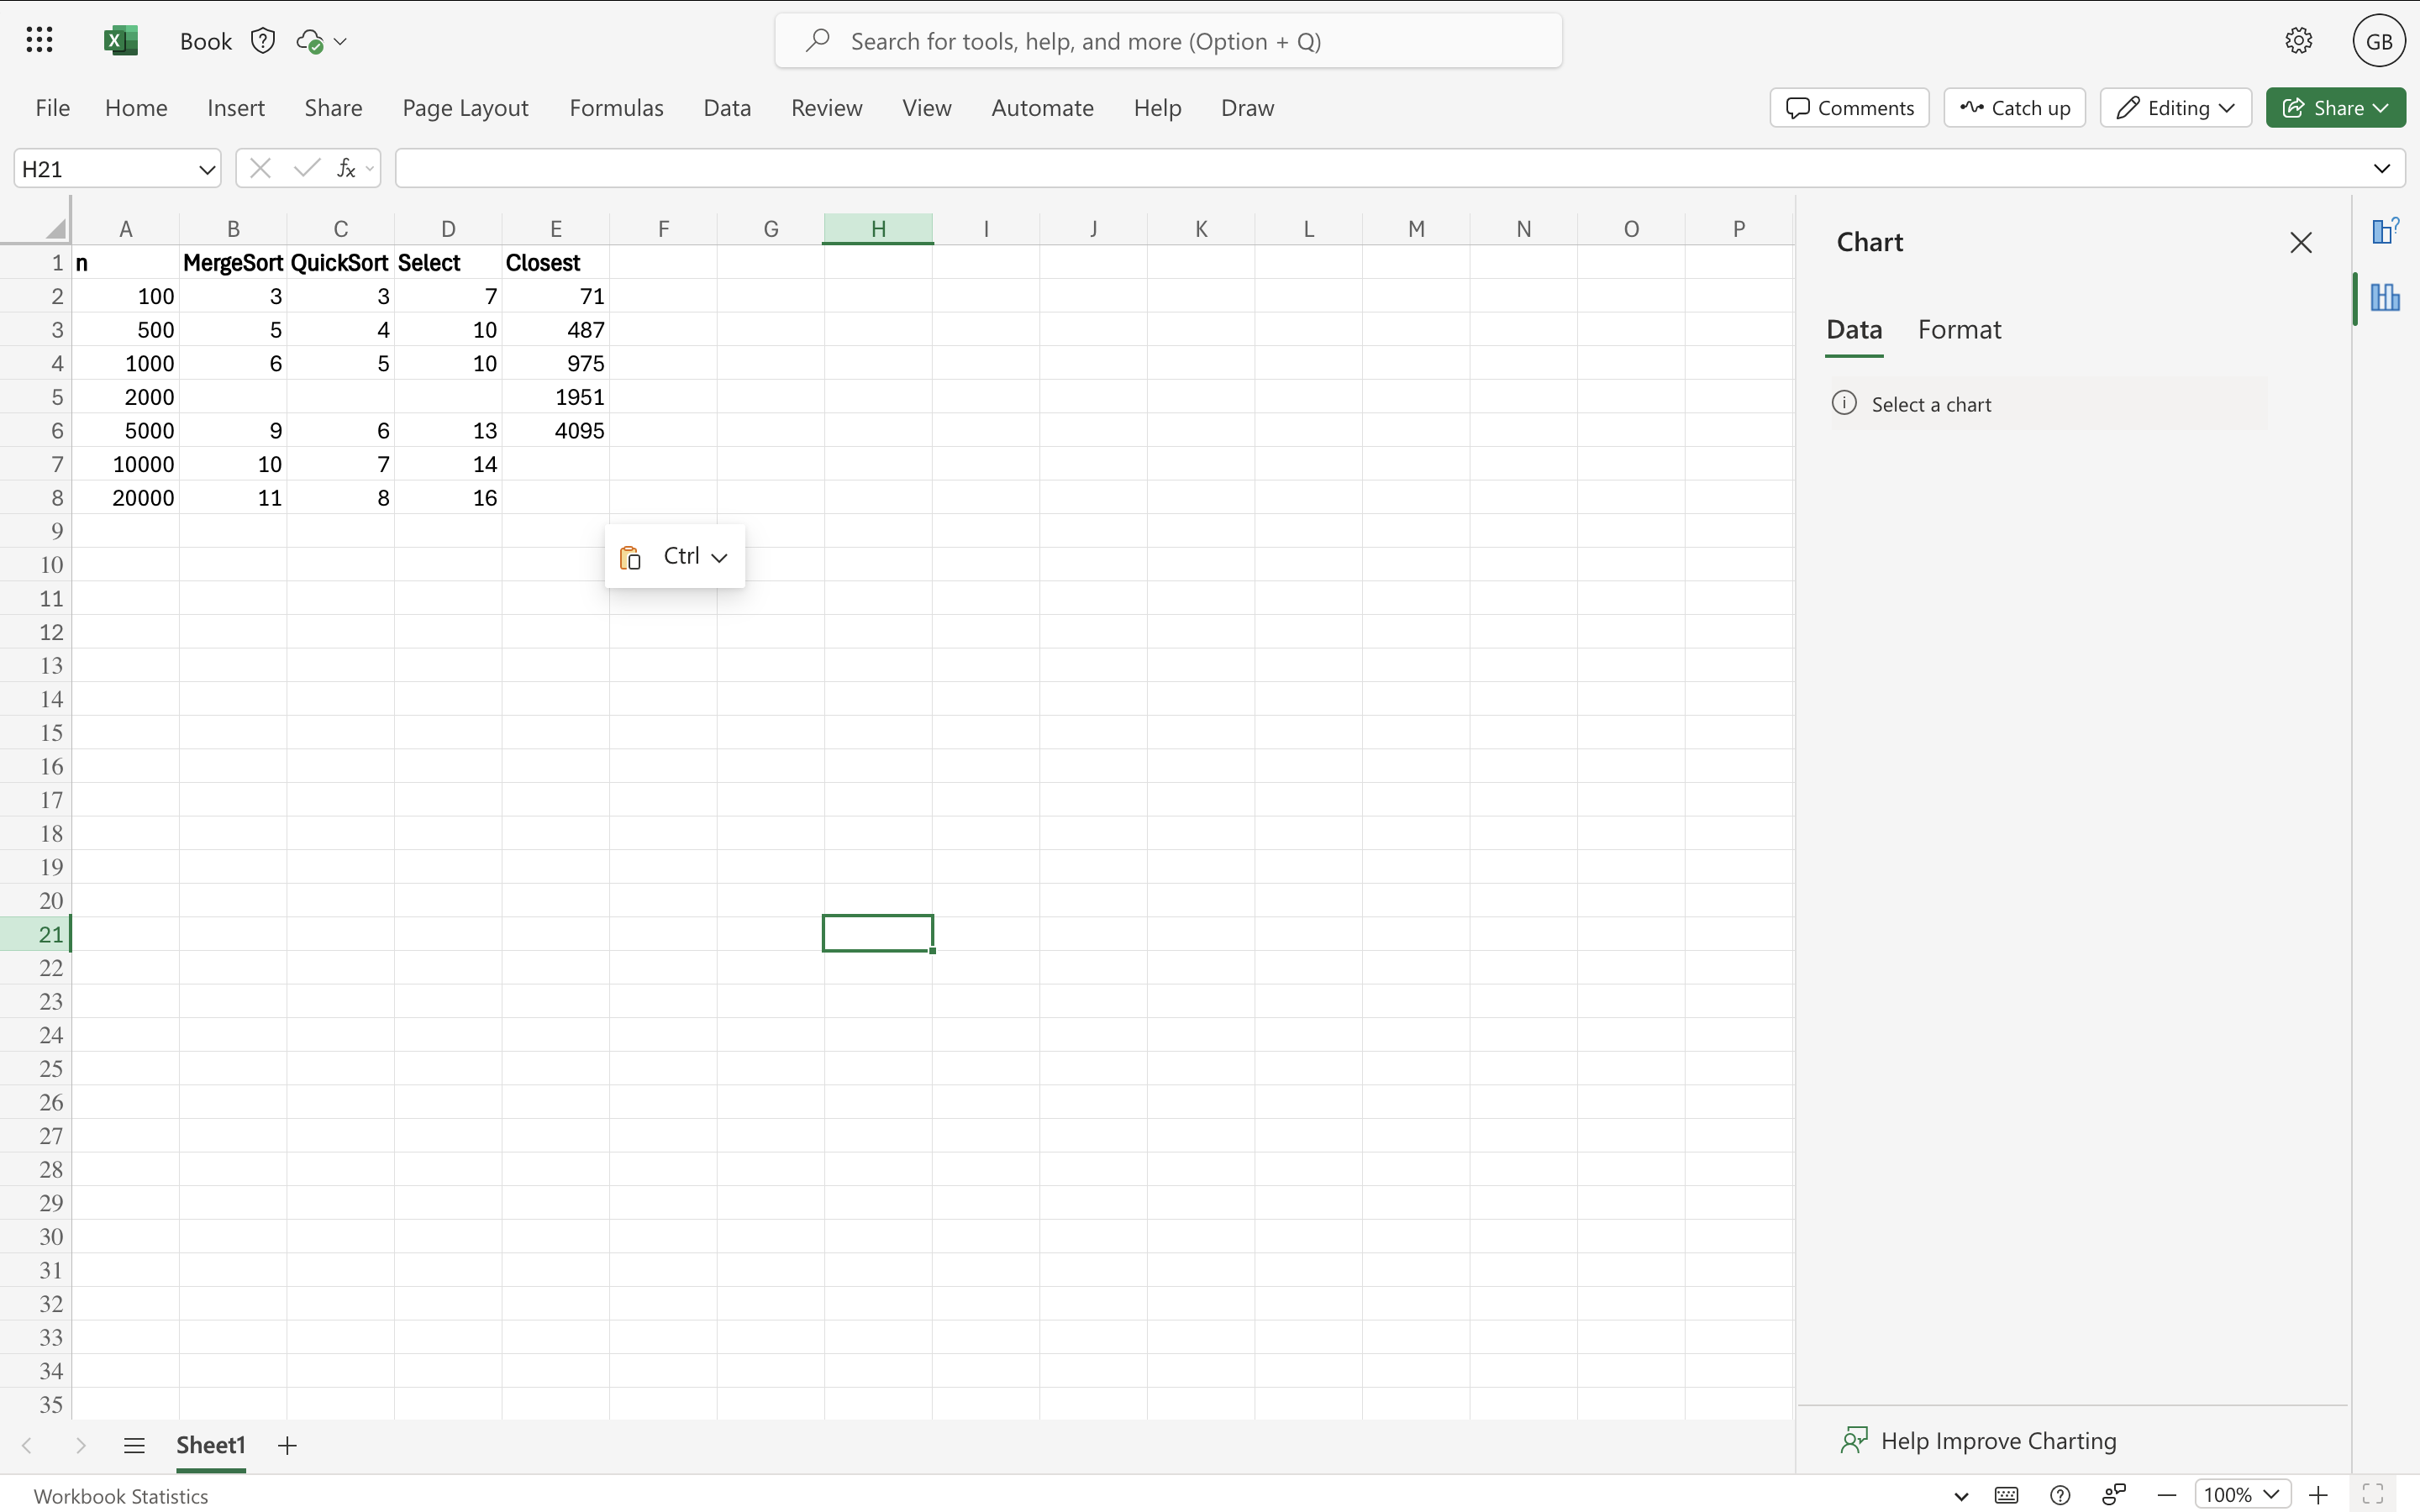 Book
Search for tools, help, and more (Option + Q)
GB
File Home Insert Share Page Layout Formulas Data Review View Automate Help Draw
Comments Catch up Editing Share
H21 fx
A B C D E F G H I J K L M N O P
1 n MergeSort QuickSort Select Closest
2 100 3 3 7 71
3 500 5 4 10 487
4 1000 6 5 10 975
5 2000 1951
6 5000 9 6 13 4095
7 10000 10 7 14
8 20000 11 8 16
9
10
11
12
13
14
15
16
17
18
19
20
21
22
23
24
25
26
27
28
29
30
31
32
33
34
35
Ctrl
Chart
Data Format
Select a chart
Help Improve Charting
Sheet1
Workbook Statistics
100%